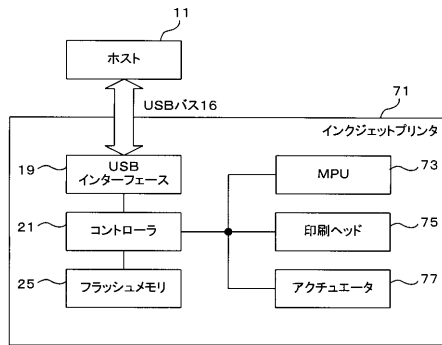 11
ホスト
USBバス16
71
インクジェットプリンタ
19
USB
インターフェース
MPU
73
21
コントローラ
印刷ヘッド
75
25
フラッシュメモリ
アクチュエータ
77